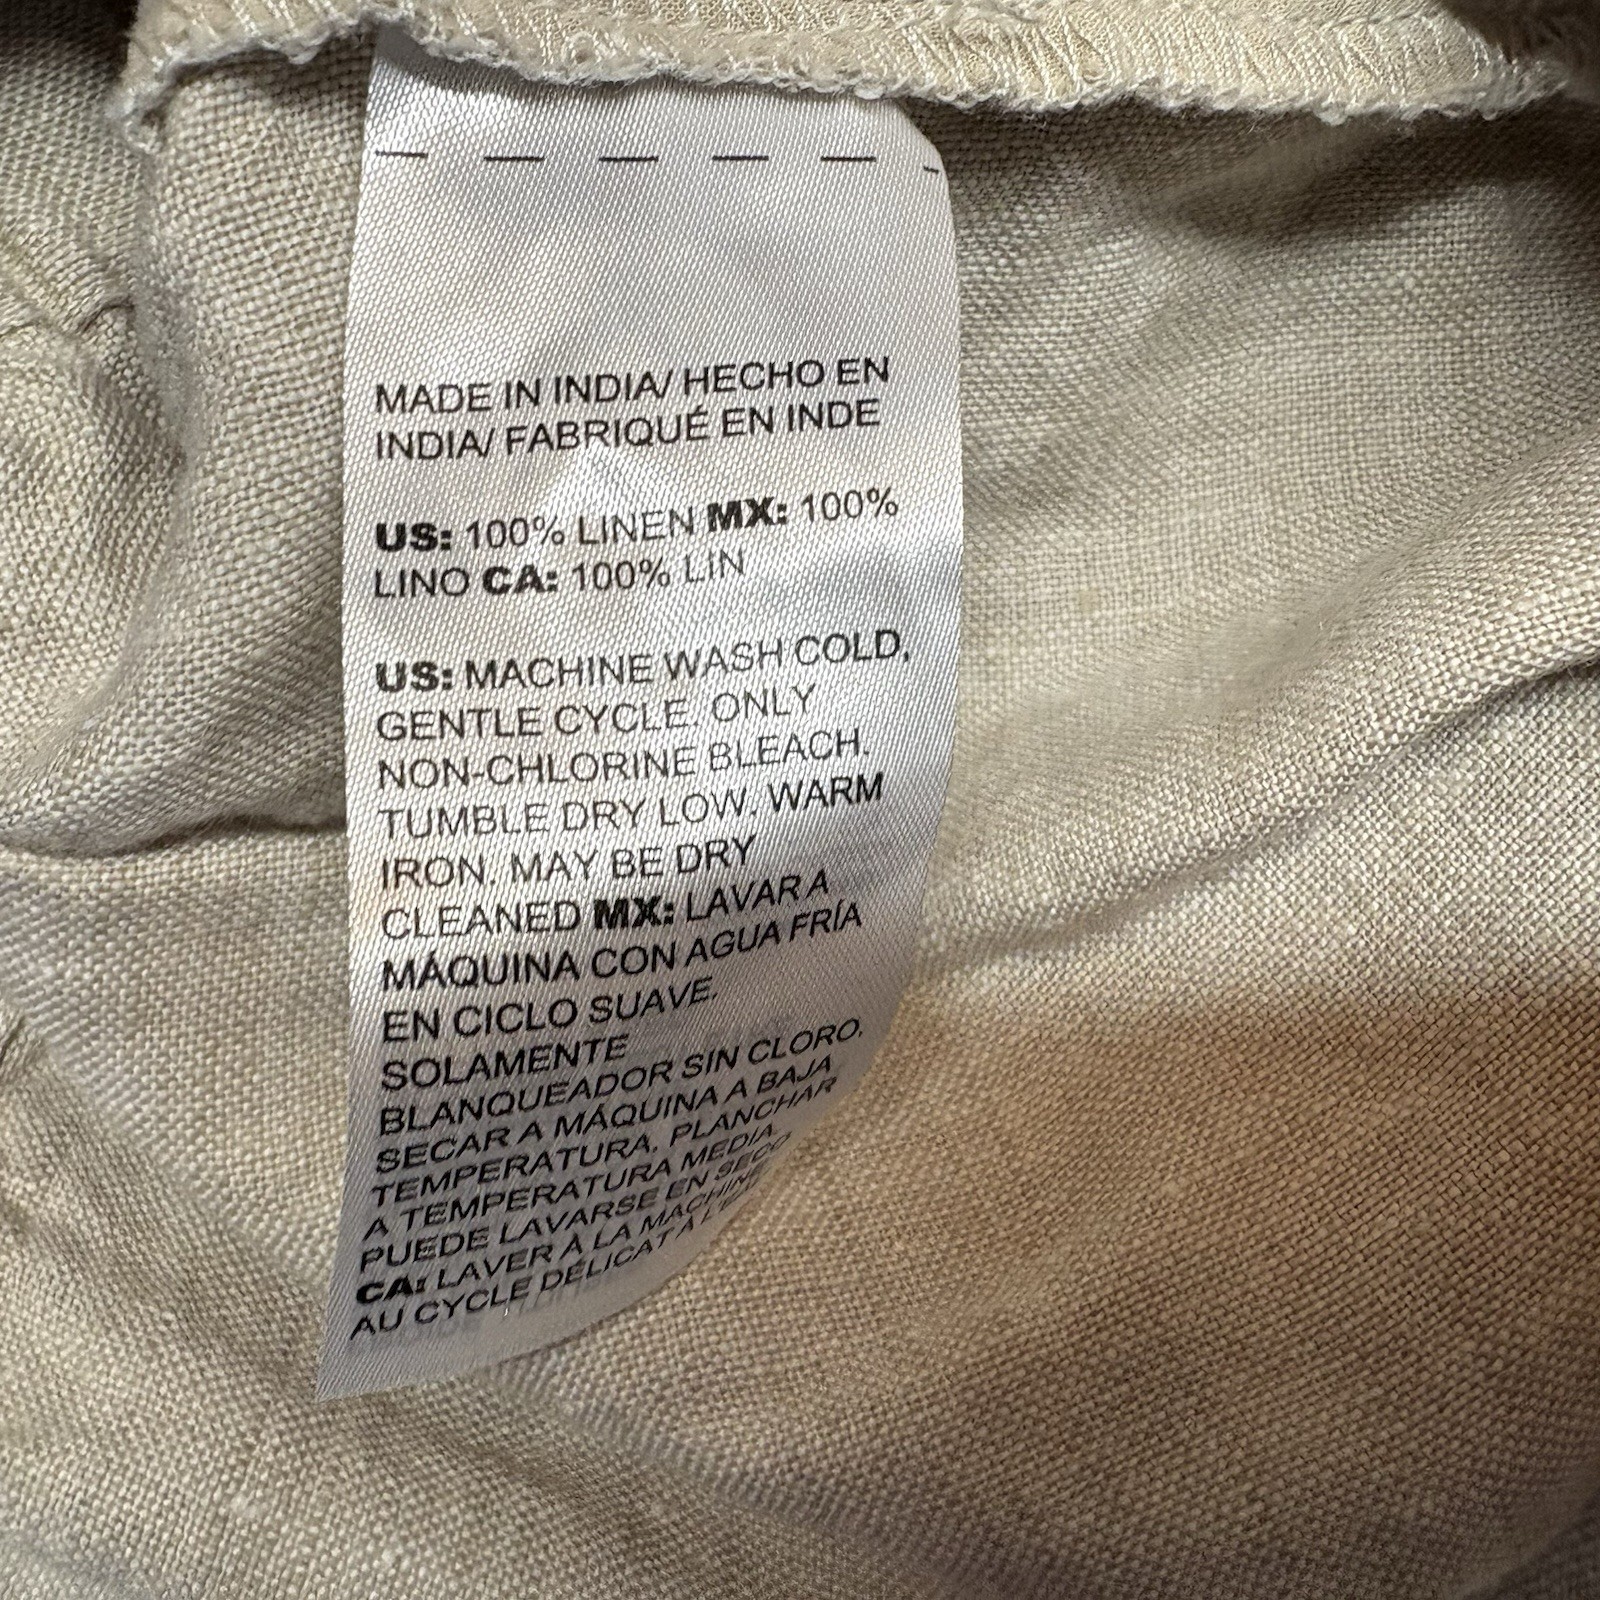 MADE IN INDIA/ HECHO EN
INDIA/ FABRIQUÉ EN INDE
US: 100% LINEN MX: 100%
LINO CA: 100% LIN
US: MACHINE WASH COLD,
GENTLE CYCLE. ONLY
NON-CHLORINE BLEACH.
TUMBLE DRY LOW. WARM
IRON. MAY BE DRY
CLEANED MX: LAVAR A
MÁQUINA CON AGUA FRÍA
EN CICLO SUAVE.
SOLAMENTE
BLANQUEADOR SIN CLORO.
SECAR A MÁQUINA A BAJA
TEMPERATURA. PLANCHAR
A TEMPERATURA MEDIA.
PUEDE LAVARSE EN SECO
CA: LAVER À LA MACHINE
AU CYCLE DÉLICAT À